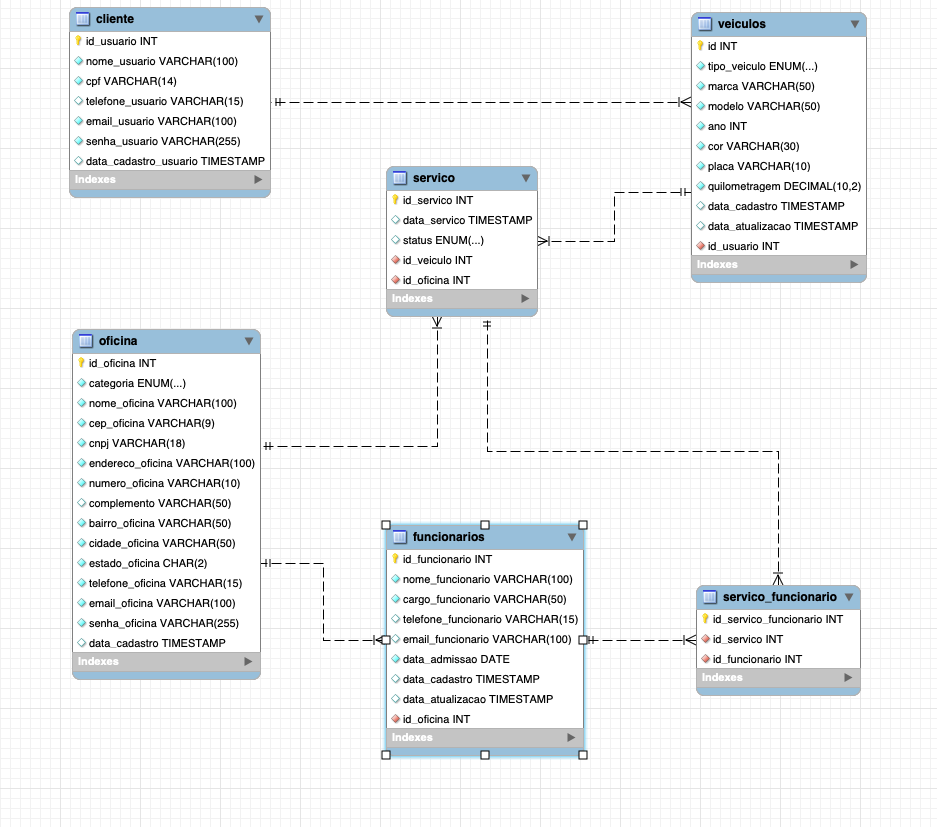 cliente
id_usuario INT
nome_usuario VARCHAR(100)
cpf VARCHAR(14)
telefone_usuario VARCHAR(15)
email_usuario VARCHAR(100)
senha_usuario VARCHAR(255)
data_cadastro_usuario TIMESTAMP
Indexes
veiculos
id INT
tipo_veiculo ENUM(...)
marca VARCHAR(50)
modelo VARCHAR(50)
ano INT
cor VARCHAR(30)
placa VARCHAR(10)
quilometragem DECIMAL(10,2)
data_cadastro TIMESTAMP
data_atualizacao TIMESTAMP
id_usuario INT
Indexes
servico
id_servico INT
data_servico TIMESTAMP
status ENUM(...)
id_veiculo INT
id_oficina INT
Indexes
oficina
id_oficina INT
categoria ENUM(...)
nome_oficina VARCHAR(100)
cep_oficina VARCHAR(9)
cnpj VARCHAR(18)
endereco_oficina VARCHAR(100)
numero_oficina VARCHAR(10)
complemento VARCHAR(50)
bairro_oficina VARCHAR(50)
cidade_oficina VARCHAR(50)
estado_oficina CHAR(2)
telefone_oficina VARCHAR(15)
email_oficina VARCHAR(100)
senha_oficina VARCHAR(255)
data_cadastro TIMESTAMP
Indexes
funcionarios
id_funcionario INT
nome_funcionario VARCHAR(100)
cargo_funcionario VARCHAR(50)
telefone_funcionario VARCHAR(15)
email_funcionario VARCHAR(100)
data_admissao DATE
data_cadastro TIMESTAMP
data_atualizacao TIMESTAMP
id_oficina INT
Indexes
servico_funcionario
id_servico_funcionario INT
id_servico INT
id_funcionario INT
Indexes